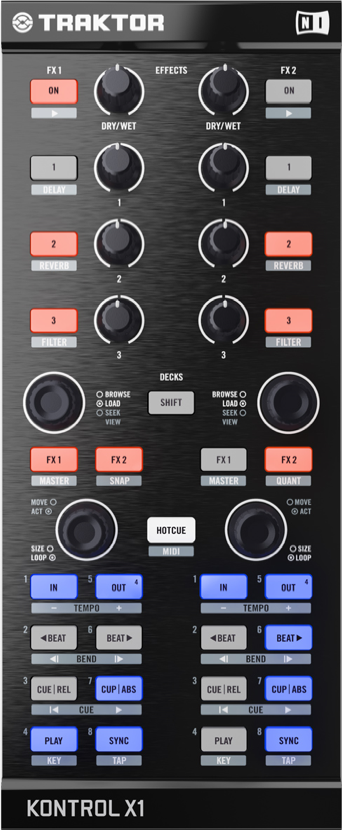 TRAKTOR NI
FX 1 EFFECTS FX 2
ON ON
DRY/WET DRY/WET
1 1
DELAY 1 1 DELAY
2 2
REVERB REVERB
2 2
3 3
FILTER FILTER
3 3
DECKS
BROWSE BROWSE
LOAD SHIFT LOAD
SEEK SEEK
VIEW VIEW
FX 1 FX 2 FX 1 FX 2
MASTER SNAP MASTER QUANT
MOVE MOVE
ACT ACT
HOTCUE
SIZE MIDI SIZE
LOOP LOOP
1 IN 5 OUT 4 1 IN 5 OUT 4
− TEMPO + − TEMPO +
2 ◀BEAT 6 BEAT▶ 2 ◀BEAT 6 BEAT▶
BEND BEND
3 CUE|REL 7 CUP|ABS 3 CUE|REL 7 CUP|ABS
CUE CUE
4 PLAY 8 SYNC 4 PLAY 8 SYNC
KEY TAP KEY TAP
KONTROL X1